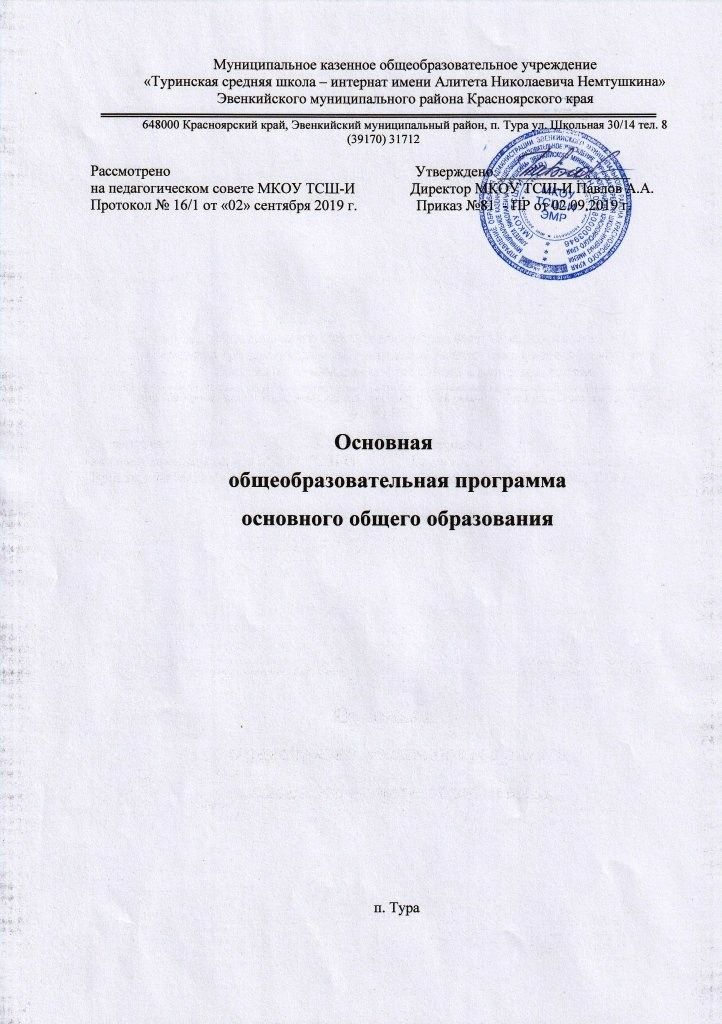 Муниципальное казенное общеобразовательное учреждение
«Туринская средняя школа – интернат имени Алитета Николаевича Немтушкина»
Эвенкийского муниципального района Красноярского края
648000 Красноярский край, Эвенкийский муниципальный район, п. Тура ул. Школьная 30/14 тел. 8
(39170) 31712
Рассмотрено Утверждено
на педагогическом совете МКОУ ТСШ-И Директор МКОУ ТСШ-И Павлов А.А.
Протокол № 16/1 от «02» сентября 2019 г. Приказ ПР от 02.09.2019 г.
МКОУ
ЭМР
Основная
общеобразовательная программа
основного общего образования
п. Тура